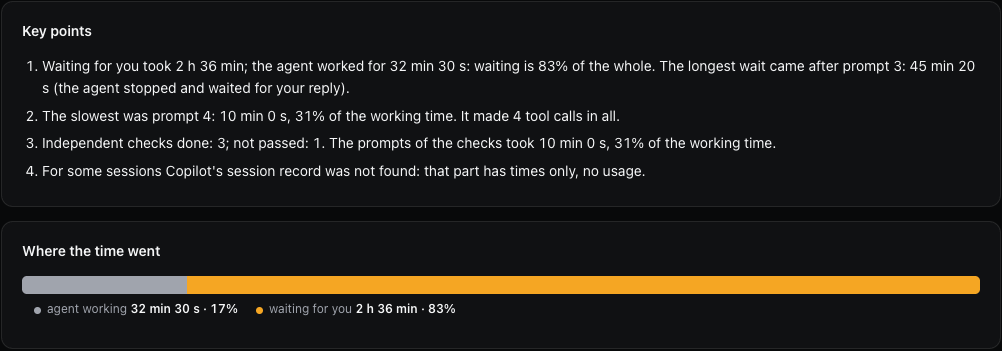 Key points
1. Waiting for you took 2 h 36 min; the agent worked for 32 min 30 s: waiting is 83% of the whole. The longest wait came after prompt 3: 45 min 20
s (the agent stopped and waited for your reply).
2. The slowest was prompt 4: 10 min 0 s, 31% of the working time. It made 4 tool calls in all.
3. Independent checks done: 3; not passed: 1. The prompts of the checks took 10 min 0 s, 31% of the working time.
4. For some sessions Copilot's session record was not found: that part has times only, no usage.
Where the time went
agent working 32 min 30 s · 17% waiting for you 2 h 36 min · 83%